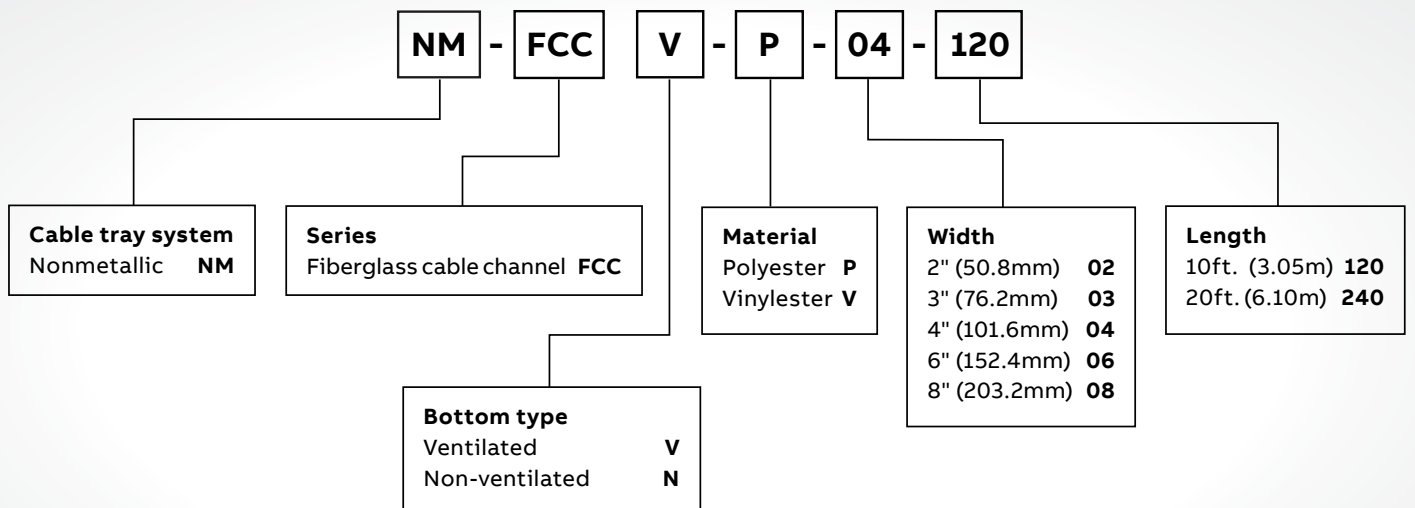 NM - FCC V - P - 04 - 120
Cable tray system
Nonmetallic NM
Series
Fiberglass cable channel FCC
Material
Polyester P
Vinylester V
Width
2" (50.8mm) 02
3" (76.2mm) 03
4" (101.6mm) 04
6" (152.4mm) 06
8" (203.2mm) 08
Length
10ft. (3.05m) 120
20ft. (6.10m) 240
Bottom type
Ventilated V
Non-ventilated N